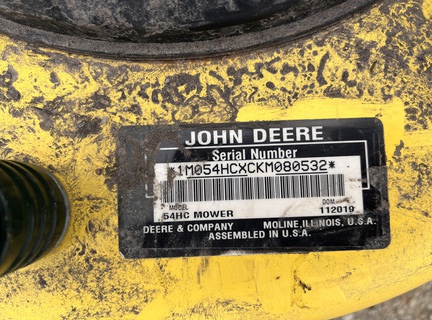 JOHN DEERE
Serial Number
*1M054HCXCKM080532*
MODEL DOM
54HC MOWER 112019
DEERE & COMPANY MOLINE, ILLINOIS, U.S.A.
ASSEMBLED IN U.S.A.